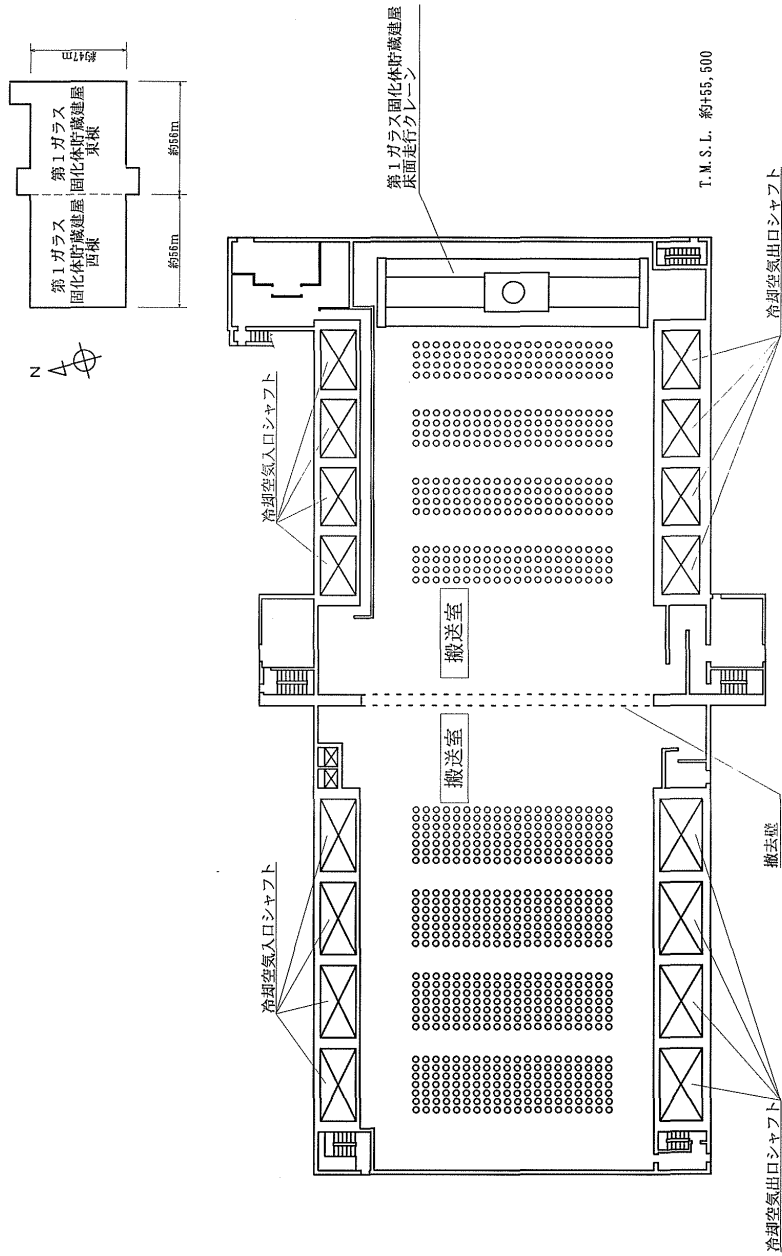 約47m
第1ガラス
固化体貯蔵建屋
西棟
第1ガラス
固化体貯蔵建屋
東棟
約56m
約56m
N
冷却空気入口シャフト
冷却空気入口シャフト
第1ガラス固化体貯蔵建屋
床面走行クレーン
搬送室
搬送室
T.M.S.L. 約+55,500
冷却空気出口シャフト
撤去壁
冷却空気出口シャフト